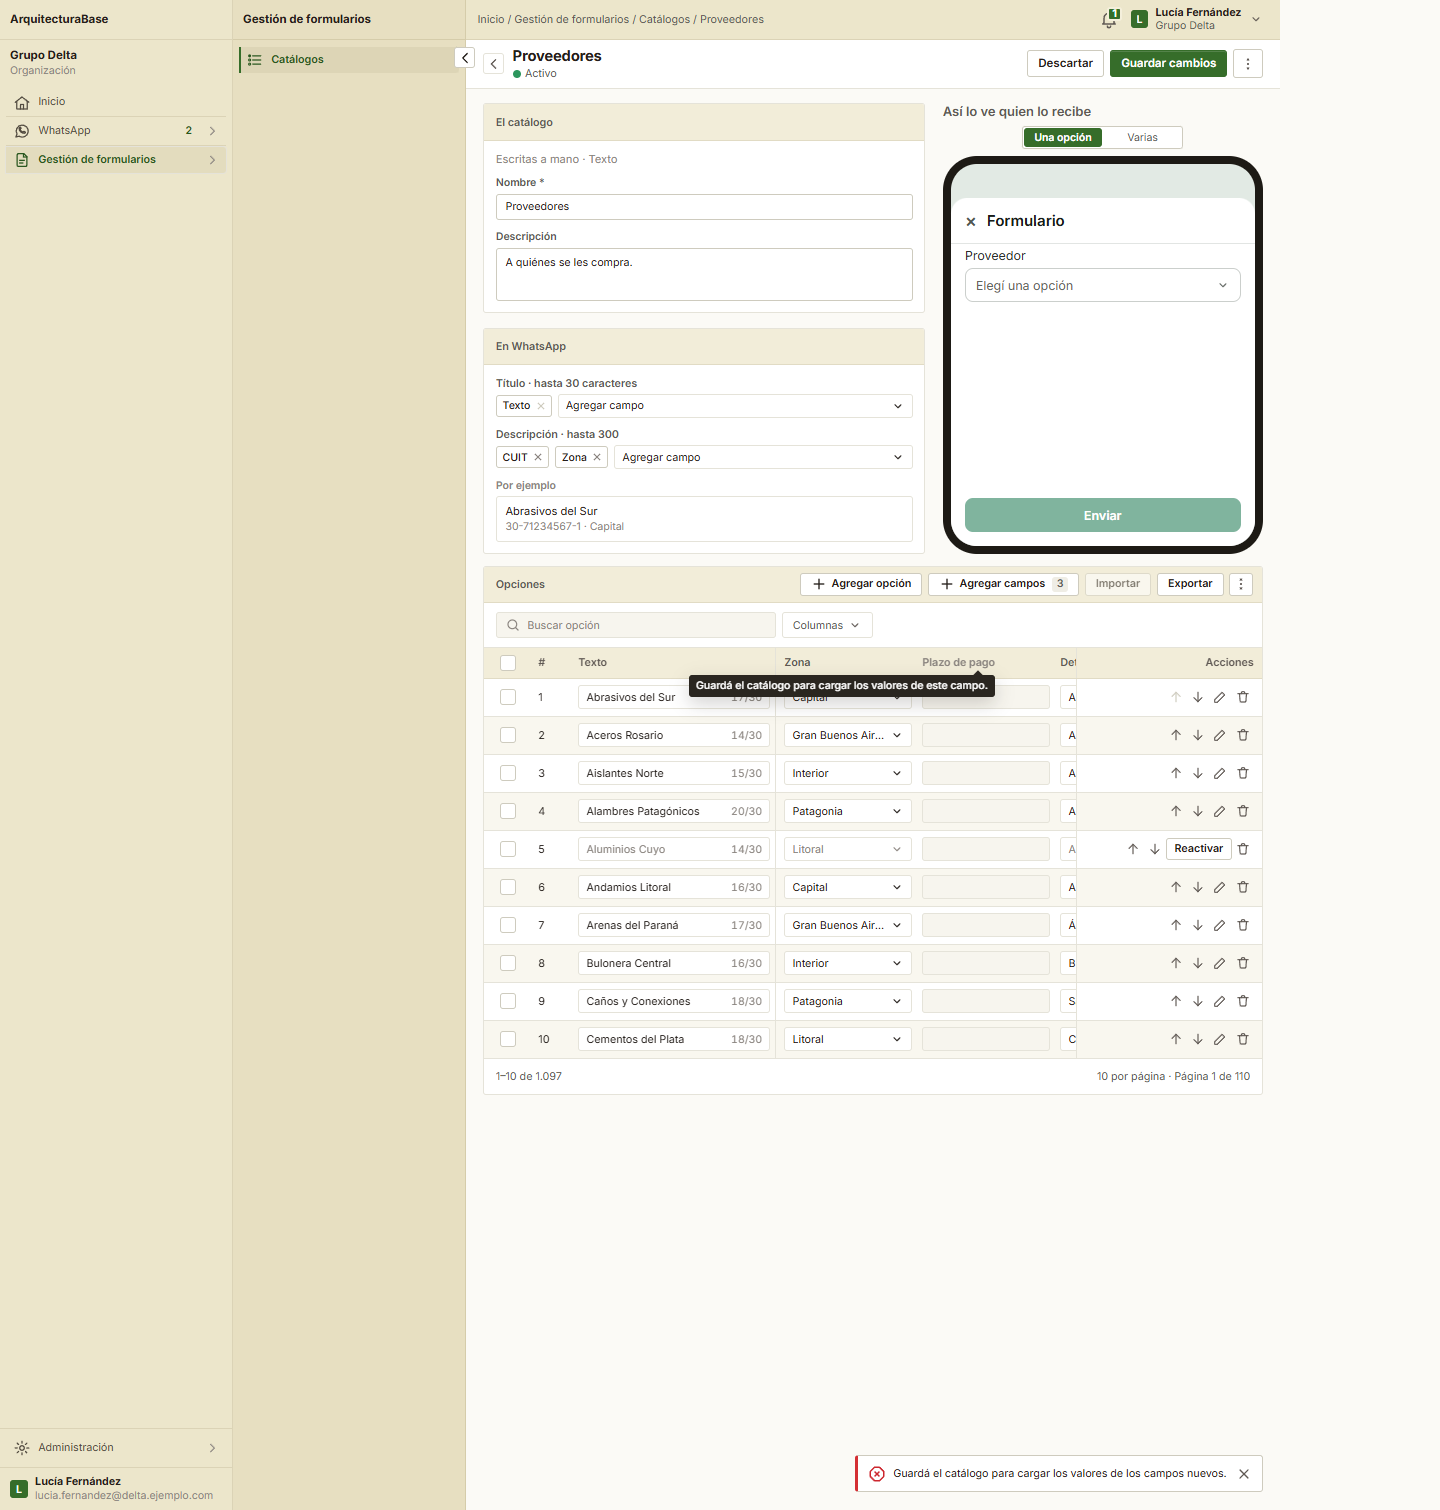 ArquitecturaBase
Gestión de formularios
Inicio / Gestión de formularios / Catálogos / Proveedores
1
L
Lucía Fernández
Grupo Delta
Grupo Delta
Organización
Inicio
WhatsApp 2
Gestión de formularios
Catálogos
Proveedores
Activo
Descartar
Guardar cambios
El catálogo
Escritas a mano · Texto
Nombre *
Proveedores
Descripción
A quiénes se les compra.
En WhatsApp
Título · hasta 30 caracteres
Texto
Agregar campo
Descripción · hasta 300
CUIT
Zona
Agregar campo
Por ejemplo
Abrasivos del Sur
30-71234567-1 · Capital
Así lo ve quien lo recibe
Una opción
Varias
Formulario
Proveedor
Elegí una opción
Enviar
Opciones
Agregar opción
Agregar campos 3
Importar
Exportar
Buscar opción
Columnas
# Texto Zona Plazo de pago Det Acciones
Guardá el catálogo para cargar los valores de este campo.
1 Abrasivos del Sur 17/30 Capital A
2 Aceros Rosario 14/30 Gran Buenos Air... A
3 Aislantes Norte 15/30 Interior A
4 Alambres Patagónicos 20/30 Patagonia A
5 Aluminios Cuyo 14/30 Litoral A Reactivar
6 Andamios Litoral 16/30 Capital A
7 Arenas del Paraná 17/30 Gran Buenos Air... Á
8 Bulonera Central 16/30 Interior B
9 Caños y Conexiones 18/30 Patagonia S
10 Cementos del Plata 18/30 Litoral C
1–10 de 1.097
10 por página · Página 1 de 110
Administración
L
Lucía Fernández
lucia.fernandez@delta.ejemplo.com
Guardá el catálogo para cargar los valores de los campos nuevos.